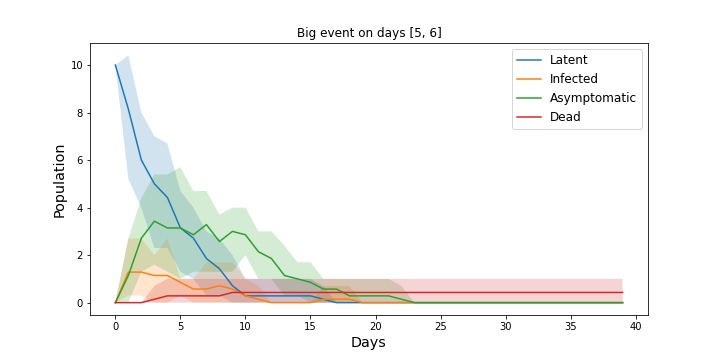 Big event on days [5, 6]
Latent
Infected
Asymptomatic
Dead
Population
10
8
6
4
2
0
0 5 10 15 20 25 30 35 40
Days